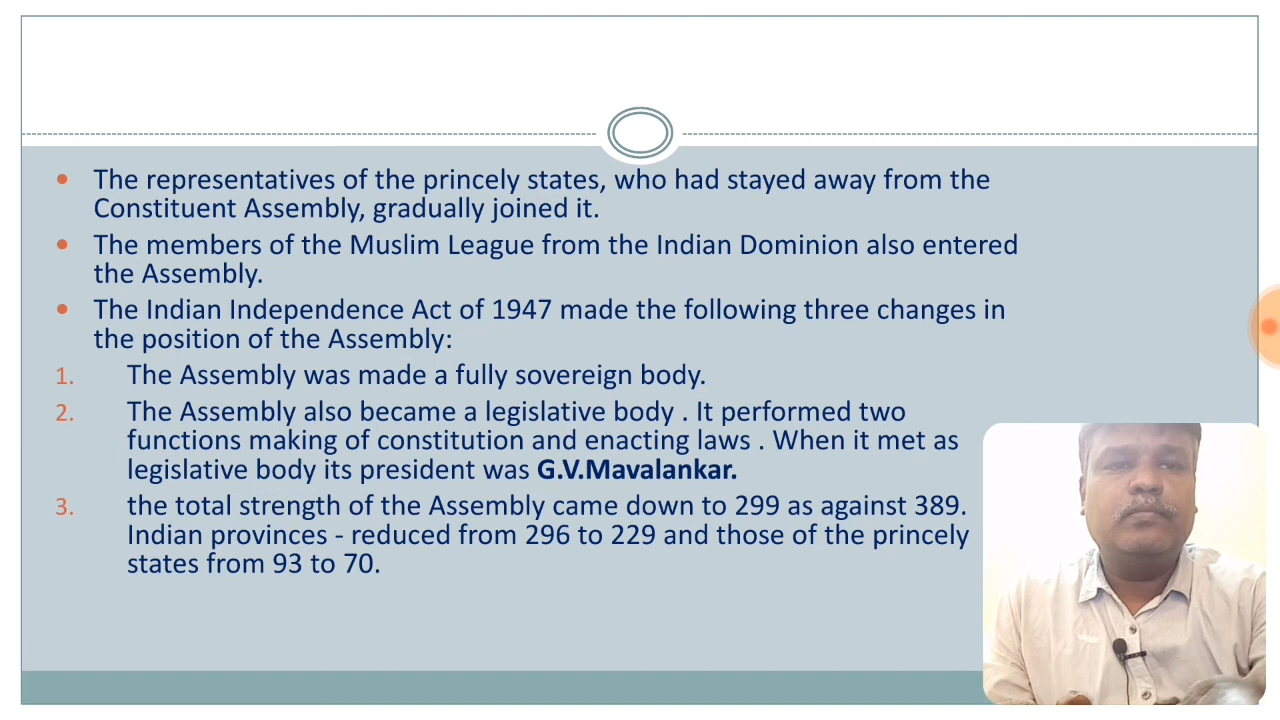 • The representatives of the princely states, who had stayed away from the
Constituent Assembly, gradually joined it.
• The members of the Muslim League from the Indian Dominion also entered
the Assembly.
• The Indian Independence Act of 1947 made the following three changes in
the position of the Assembly:
1. The Assembly was made a fully sovereign body.
2. The Assembly also became a legislative body . It performed two
functions making of constitution and enacting laws . When it met as
legislative body its president was G.V.Mavalankar.
3. the total strength of the Assembly came down to 299 as against 389.
Indian provinces - reduced from 296 to 229 and those of the princely
states from 93 to 70.